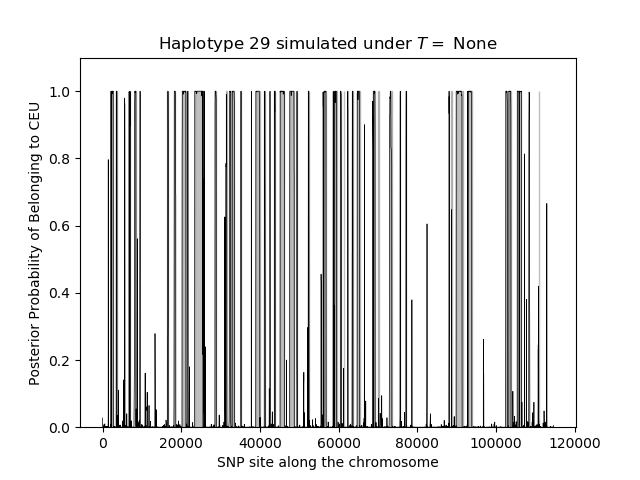 Haplotype 29 simulated under T = None
Posterior Probability of Belonging to CEU
1.0
0.8
0.6
0.4
0.2
0.0
0 20000 40000 60000 80000 100000 120000
SNP site along the chromosome